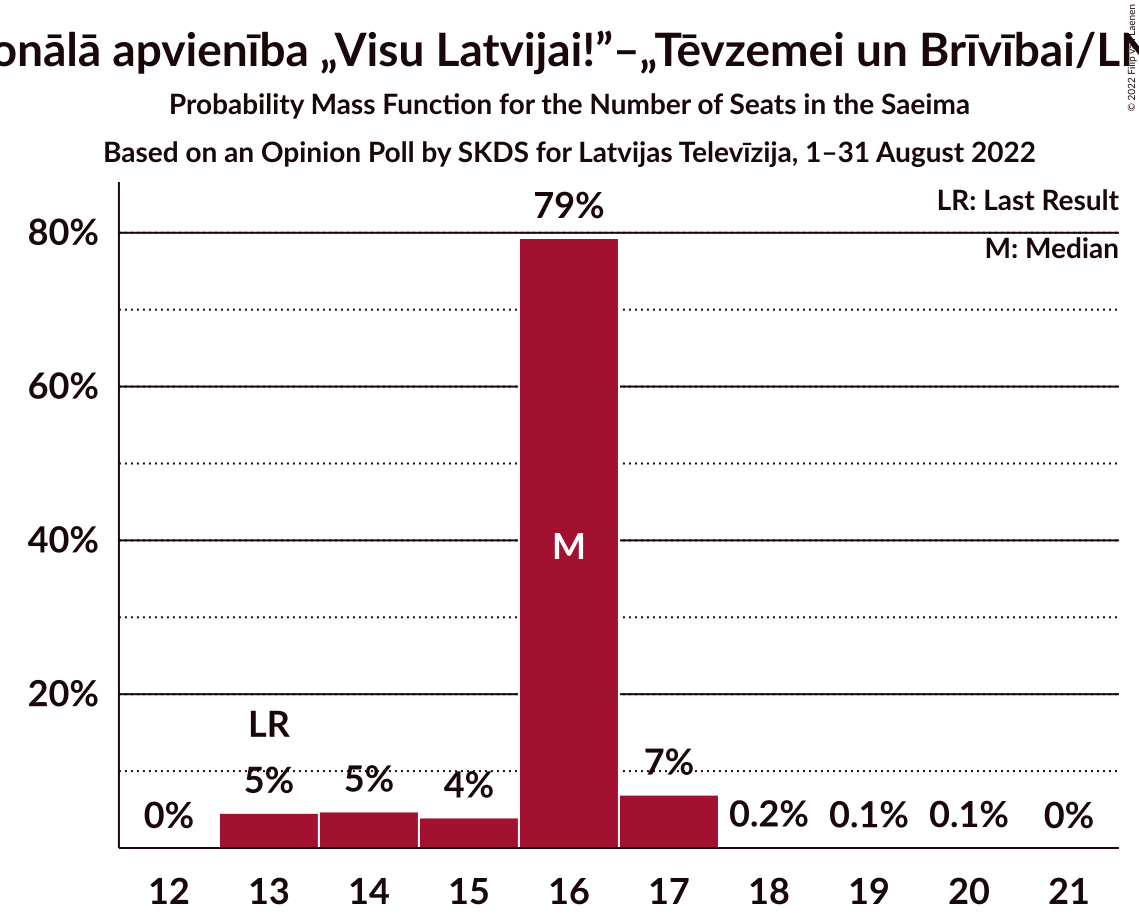 onālā apvienība „Visu Latvijai!”–„Tēvzemei un Brīvībai/LN
Probability Mass Function for the Number of Seats in the Saeima
Based on an Opinion Poll by SKDS for Latvijas Televīzija, 1–31 August 2022
© 2022 Filip van Laenen
LR: Last Result
M: Median
79%
80%
60%
40%
M
20%
LR
5%
5%
4%
7%
0%
0.2%
0.1%
0.1%
0%
12 13 14 15 16 17 18 19 20 21